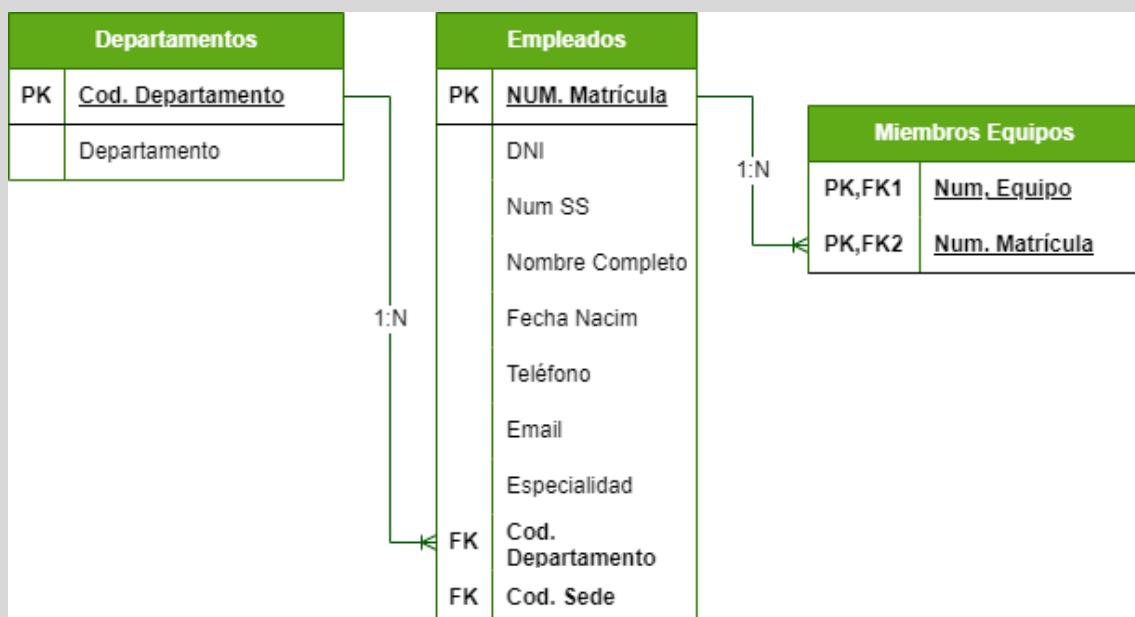 Departamentos
PK Cod. Departamento
Departamento
1:N
Empleados
PK NUM. Matrícula
DNI
Num SS
Nombre Completo
Fecha Nacim
Teléfono
Email
Especialidad
FK Cod.
Departamento
FK Cod. Sede
1:N
Miembros Equipos
PK,FK1 Num, Equipo
PK,FK2 Num. Matrícula